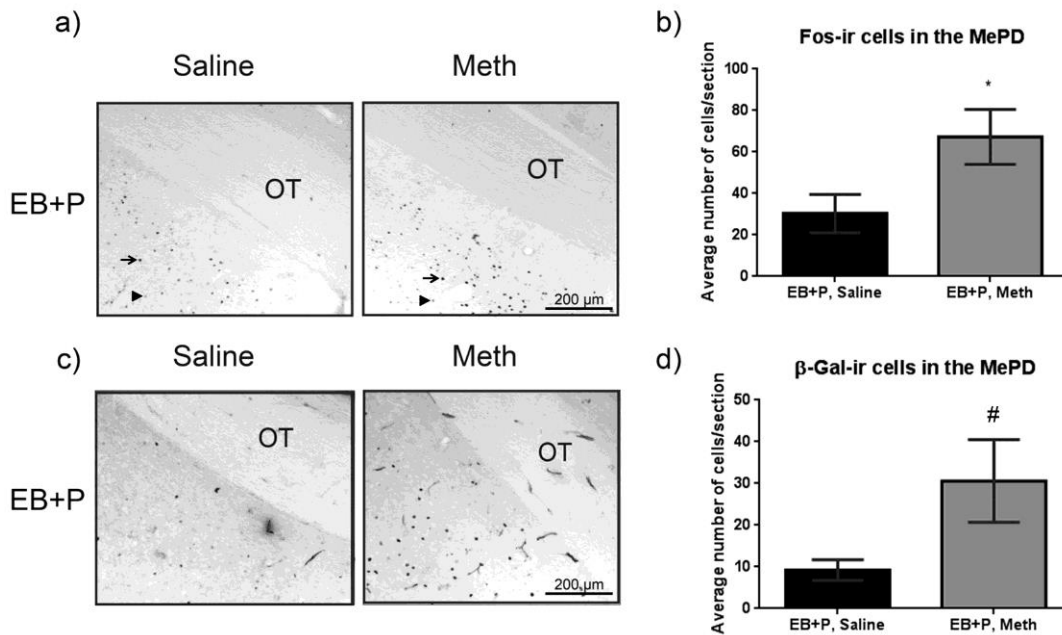 a)
Saline
Meth
EB+P
OT
OT
200 µm
b)
Fos-ir cells in the MePD
Average number of cells/section
100
80
60
40
20
0
*
EB+P, Saline
EB+P, Meth
c)
Saline
Meth
EB+P
OT
OT
200 µm
d)
β-Gal-ir cells in the MePD
Average number of cells/section
50
40
30
20
10
0
#
EB+P, Saline
EB+P, Meth